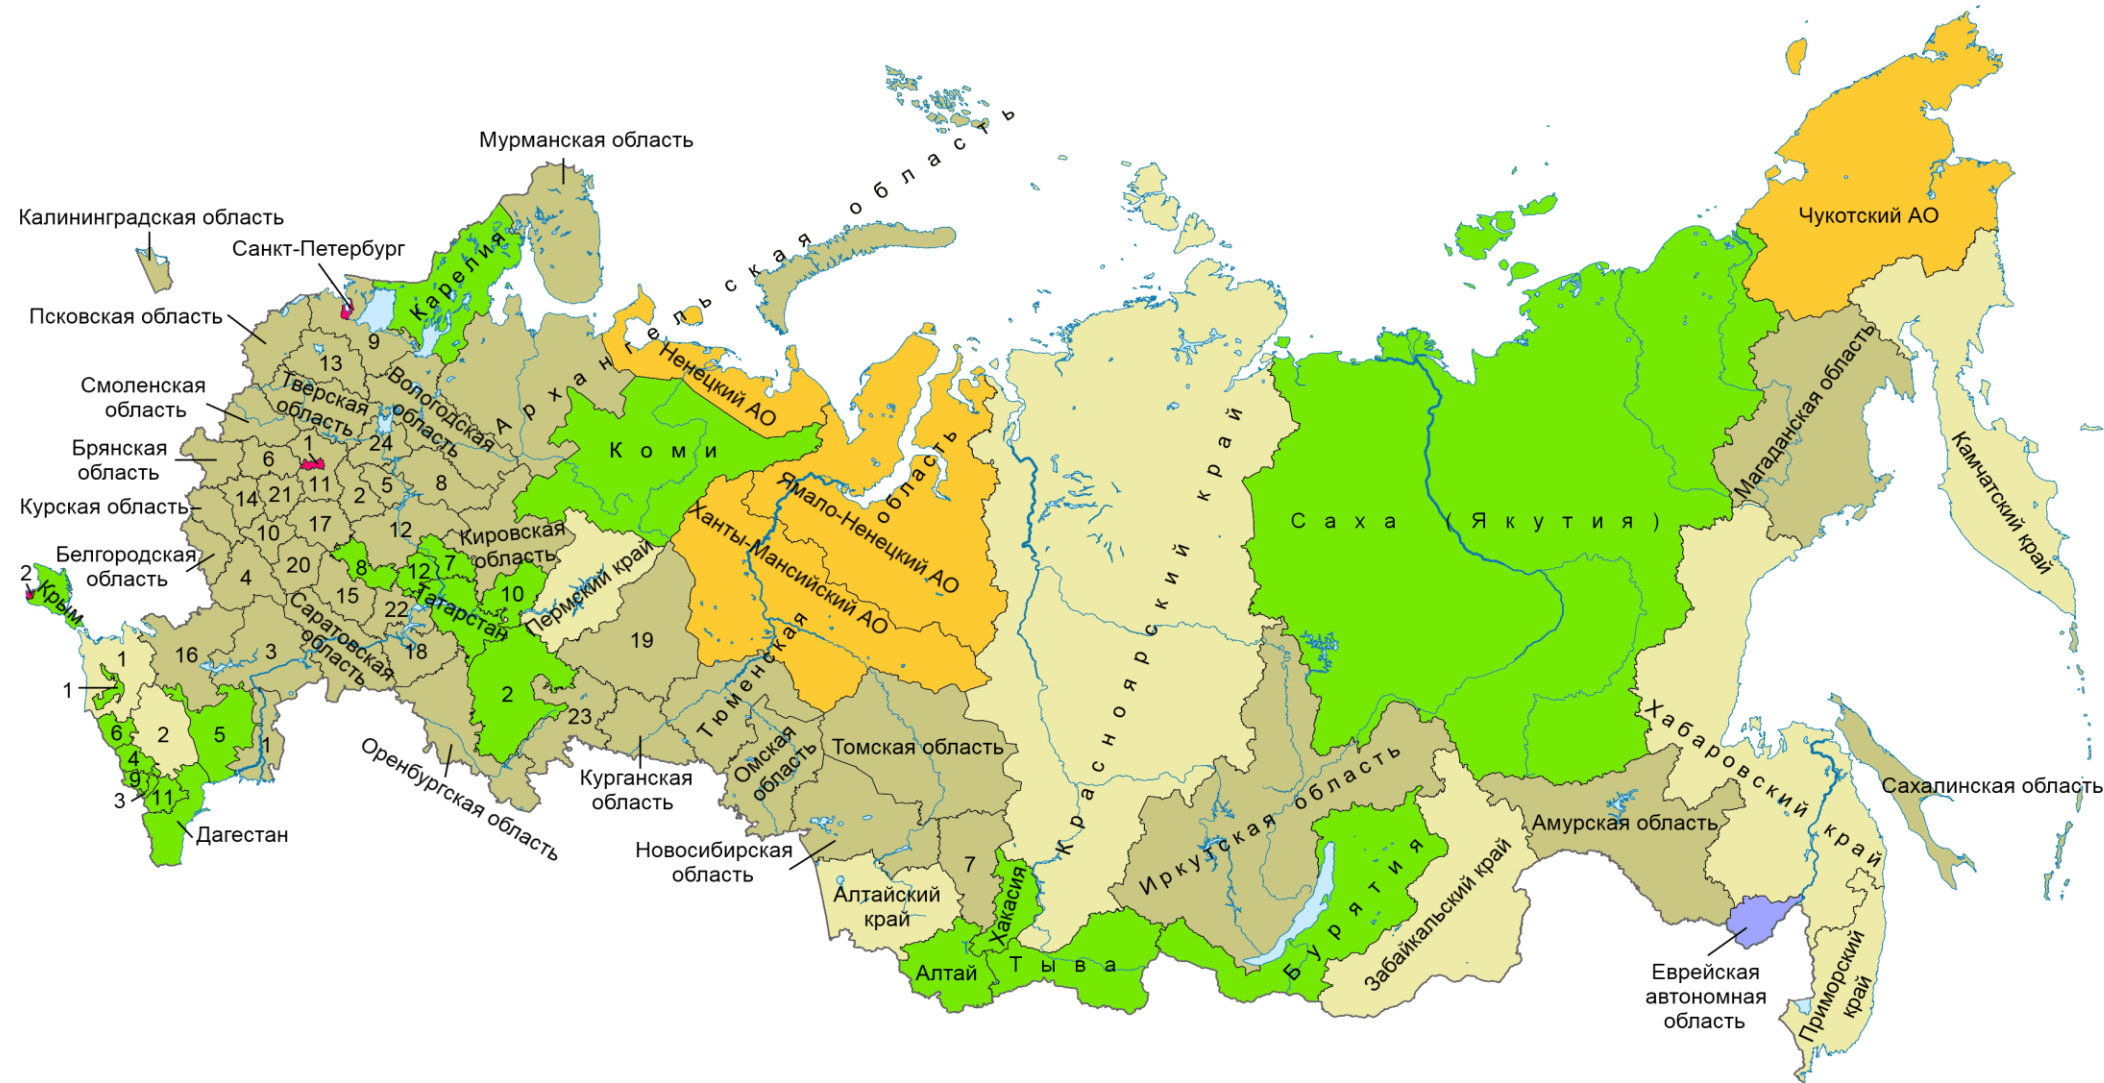 Мурманская область
Калининградская область
Санкт-Петербург
Карелия
Архангельская область
Чукотский АО
Псковская область
9
13
Ненецкий АО
Смоленская
область
Тверская
область
Вологодская
область
Брянская
область
1
24
6
Коми
14
21
11
2
5
8
Курская область
10
17
12
Кировская
область
Ямало-Ненецкий АО
Ханты-Мансийский АО
Тюменская область
Красноярский край
Саха (Якутия)
Магаданская область
Камчатский край
Белгородская
область
4
20
8
12
7
10
15
22
Татарстан
Пермский край
2
Крым
Саратовская
область
16
3
18
19
1
1
2
6
2
5
1
4
9
3
11
Дагестан
23
Оренбургская область
Курганская
область
Омская
область
Томская область
Новосибирская
область
7
Алтайский
край
Хакасия
Алтай
Тыва
Иркутская область
Бурятия
Забайкальский край
Амурская область
Хабаровский край
Сахалинская область
Еврейская
автономная
область
Приморский
край